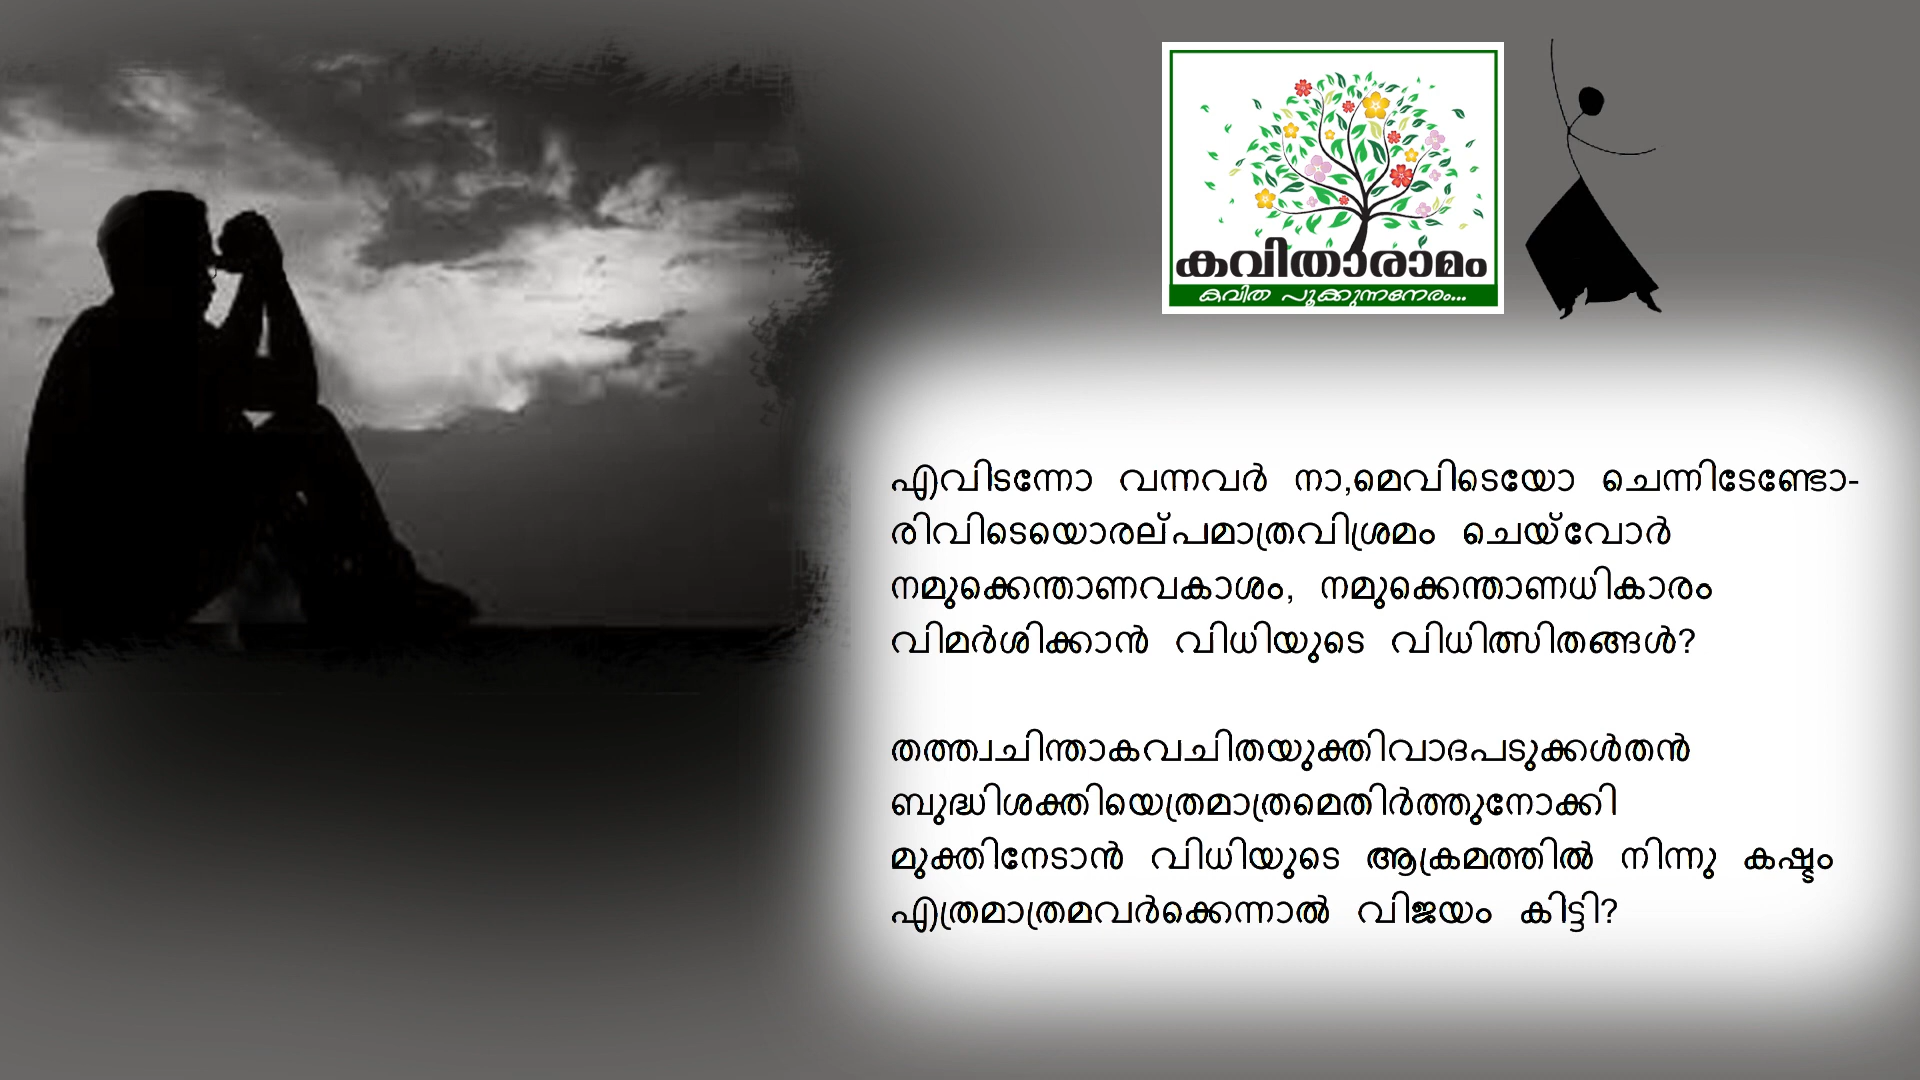 കവിതാരാമം
കവിത പൂക്കുന്നനേരം...
എവിടന്നോ വന്നവർ നാ,മെവിടെയോ ചെന്നിടേണ്ടോ-
രിവിടെയൊരല്പമാത്രവിശ്രമം ചെയ്‌വോർ
നമുക്കെന്താണവകാശം, നമുക്കെന്താണധികാരം
വിമർശിക്കാൻ വിധിയുടെ വിധിത്സിതങ്ങൾ?
തത്ത്വചിന്താകവചിതയുക്തിവാദപടുക്കൾതൻ
ബുദ്ധിശക്തിയെത്രമാത്രമെതിർത്തുനോക്കി
മുക്തിനേടാൻ വിധിയുടെ ആക്രമത്തിൽ നിന്നു കഷ്ടം
എത്രമാത്രമവർക്കെന്നാൽ വിജയം കിട്ടി?